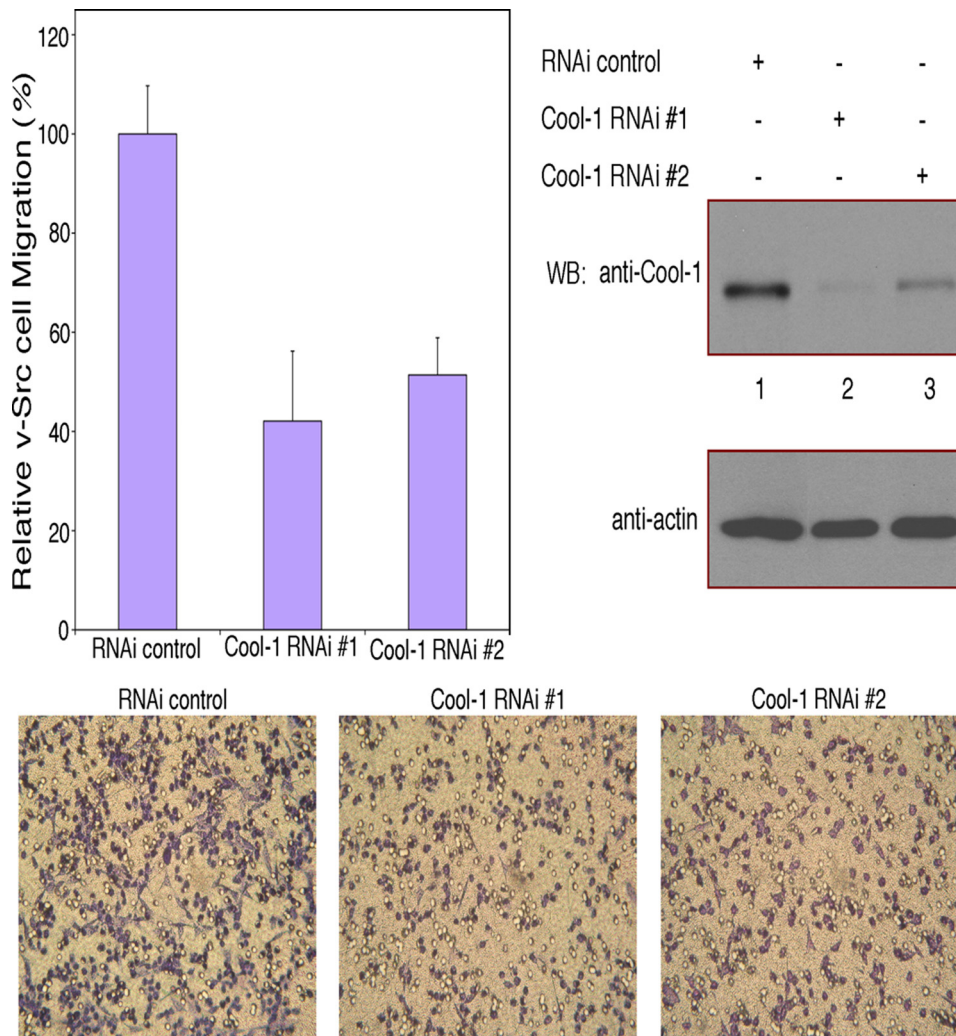 Relative v-Src cell Migration (%)
120
100
80
60
40
20
0
RNAi control Cool-1 RNAi #1 Cool-1 RNAi #2
RNAi control + - -
Cool-1 RNAi #1 - + -
Cool-1 RNAi #2 - - +
WB: anti-Cool-1
1 2 3
anti-actin
RNAi control Cool-1 RNAi #1 Cool-1 RNAi #2